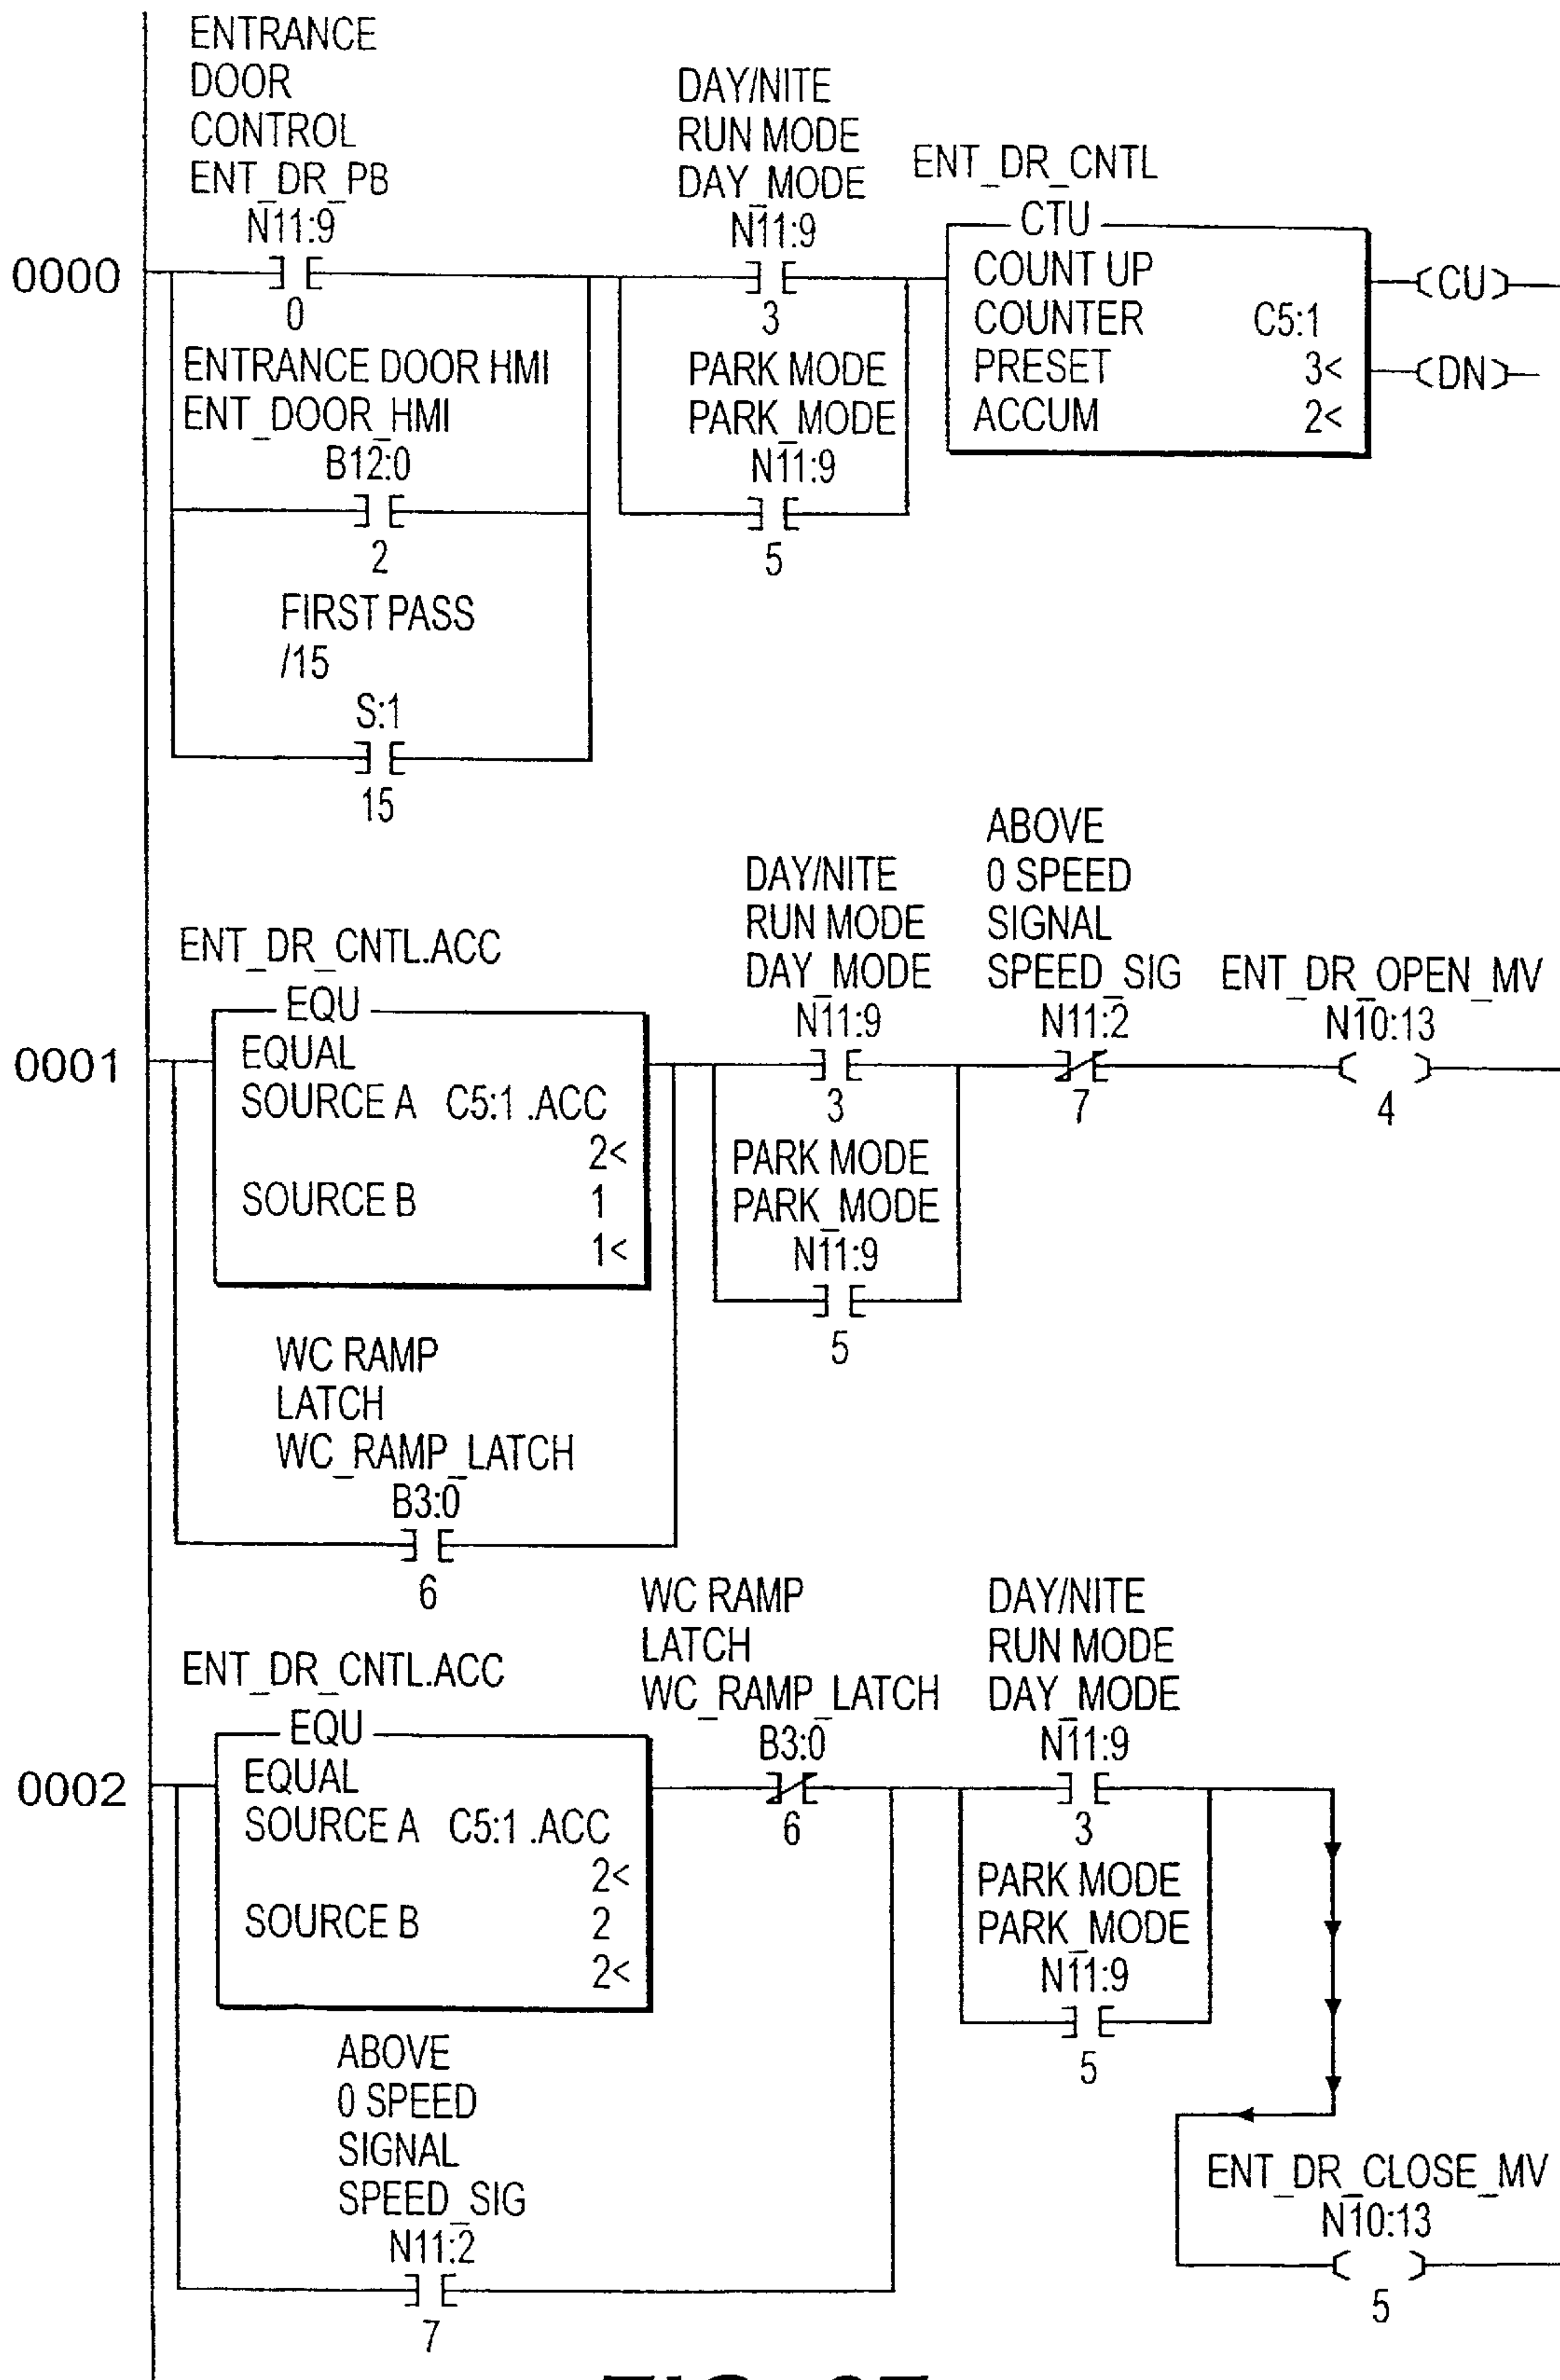 ENTRANCE
DOOR
CONTROL
ENT_DR_PB
N11:9
0
DAY/NITE
RUN MODE
DAY_MODE
N11:9
3
ENT_DR_CNTL
CTU
COUNT UP
COUNTER C5:1
PRESET 3<
ACCUM 2<
(CU)
(DN)
0000
ENTRANCE DOOR HMI
ENT_DOOR_HMI
B12:0
2
PARK MODE
PARK_MODE
N11:9
5
FIRST PASS
/15
S:1
15
0001
ENT_DR_CNTL.ACC
EQU
EQUAL
SOURCE A C5:1 .ACC
2<
SOURCE B 1
1<
DAY/NITE
RUN MODE
DAY_MODE
N11:9
3
ABOVE
0 SPEED
SIGNAL
SPEED_SIG
N11:2
7
ENT_DR_OPEN_MV
N10:13
4
PARK MODE
PARK_MODE
N11:9
5
WC RAMP
LATCH
WC_RAMP_LATCH
B3:0
6
0002
ENT_DR_CNTL.ACC
EQU
EQUAL
SOURCE A C5:1 .ACC
2<
SOURCE B 2
2<
WC RAMP
LATCH
WC_RAMP_LATCH
B3:0
6
DAY/NITE
RUN MODE
DAY_MODE
N11:9
3
PARK MODE
PARK_MODE
N11:9
5
ABOVE
0 SPEED
SIGNAL
SPEED_SIG
N11:2
7
ENT_DR_CLOSE_MV
N10:13
5